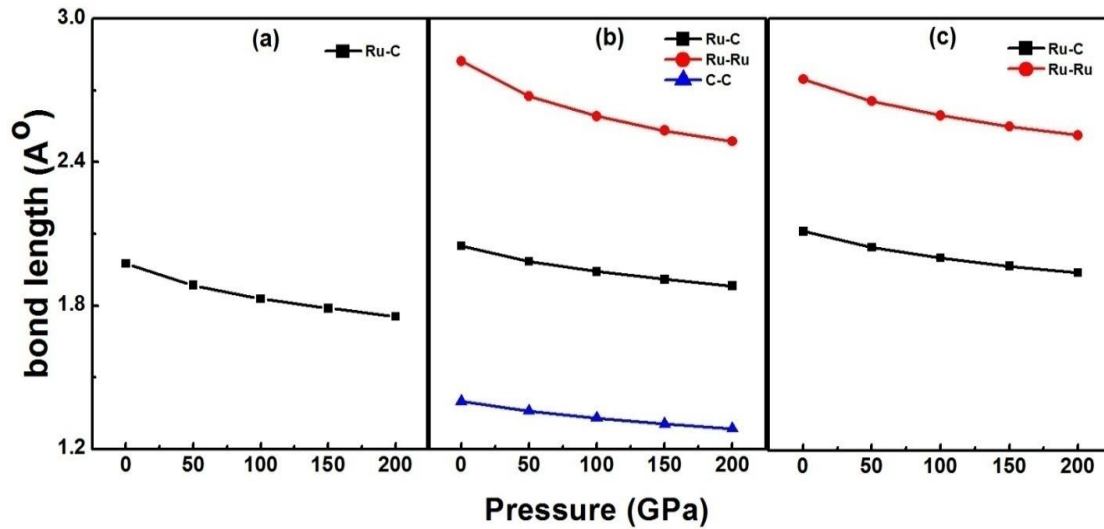 (a)
Ru-C
(b)
Ru-C
Ru-Ru
C-C
(c)
Ru-C
Ru-Ru
bond length (A⁰)
3.0
2.4
1.8
1.2
0 50 100 150 200
0 50 100 150 200
0 50 100 150 200
Pressure (GPa)